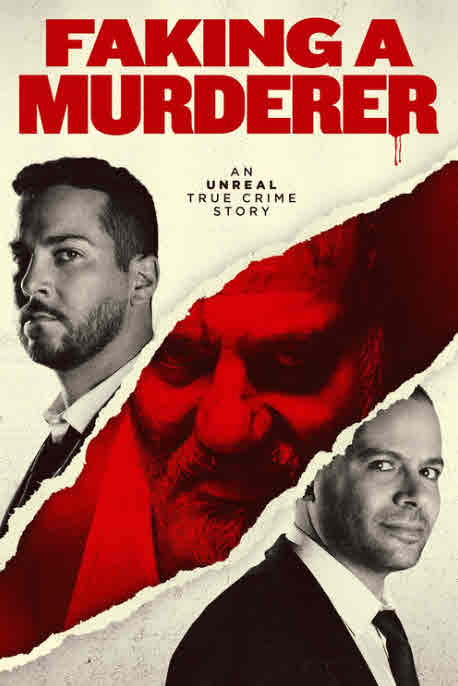 FAKING A
MURDERER
AN
UNREAL
TRUE CRIME
STORY